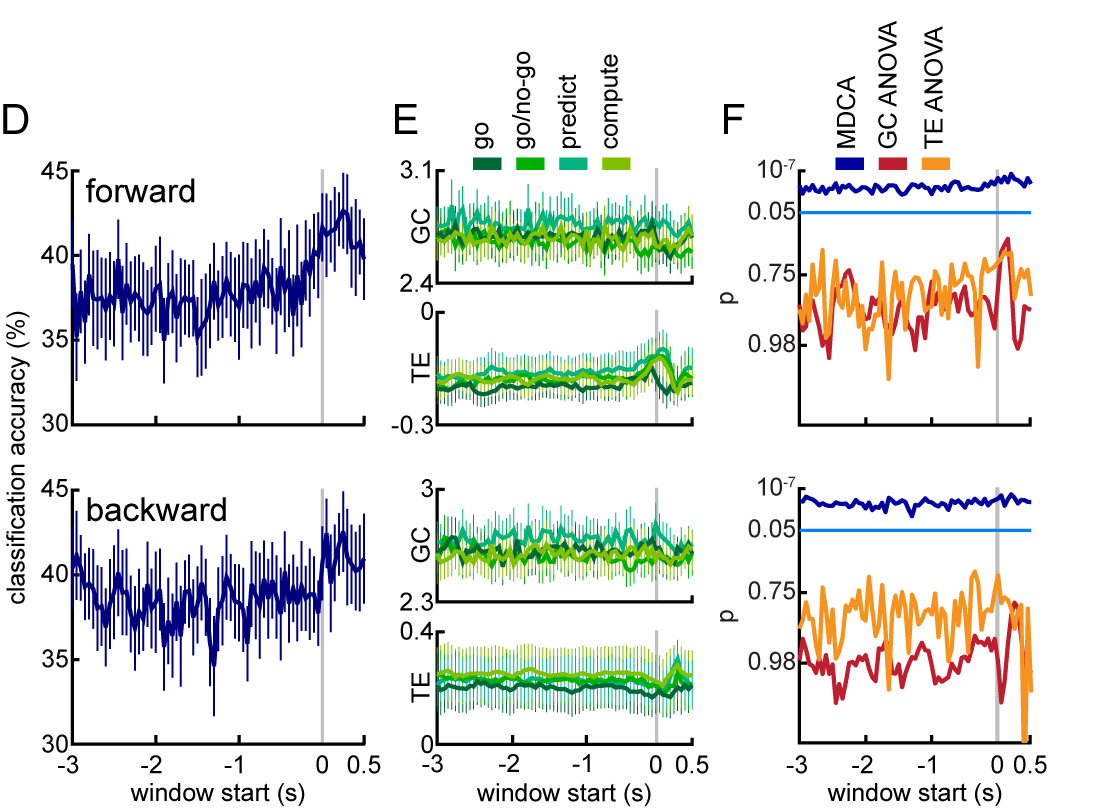 D
E
F
go
go/no-go
predict
compute
MDCA
GC ANOVA
TE ANOVA
classification accuracy (%)
forward
45
40
35
30
backward
45
40
35
30
-3
-2
-1
0
0.5
window start (s)
3.1
GC
2.4
0
TE
-0.3
3
GC
2.3
0.4
TE
0
-3
-2
-1
0
0.5
window start (s)
10-7
0.05
0.75
p
0.98
10-7
0.05
0.75
p
0.98
-3
-2
-1
0
0.5
window start (s)